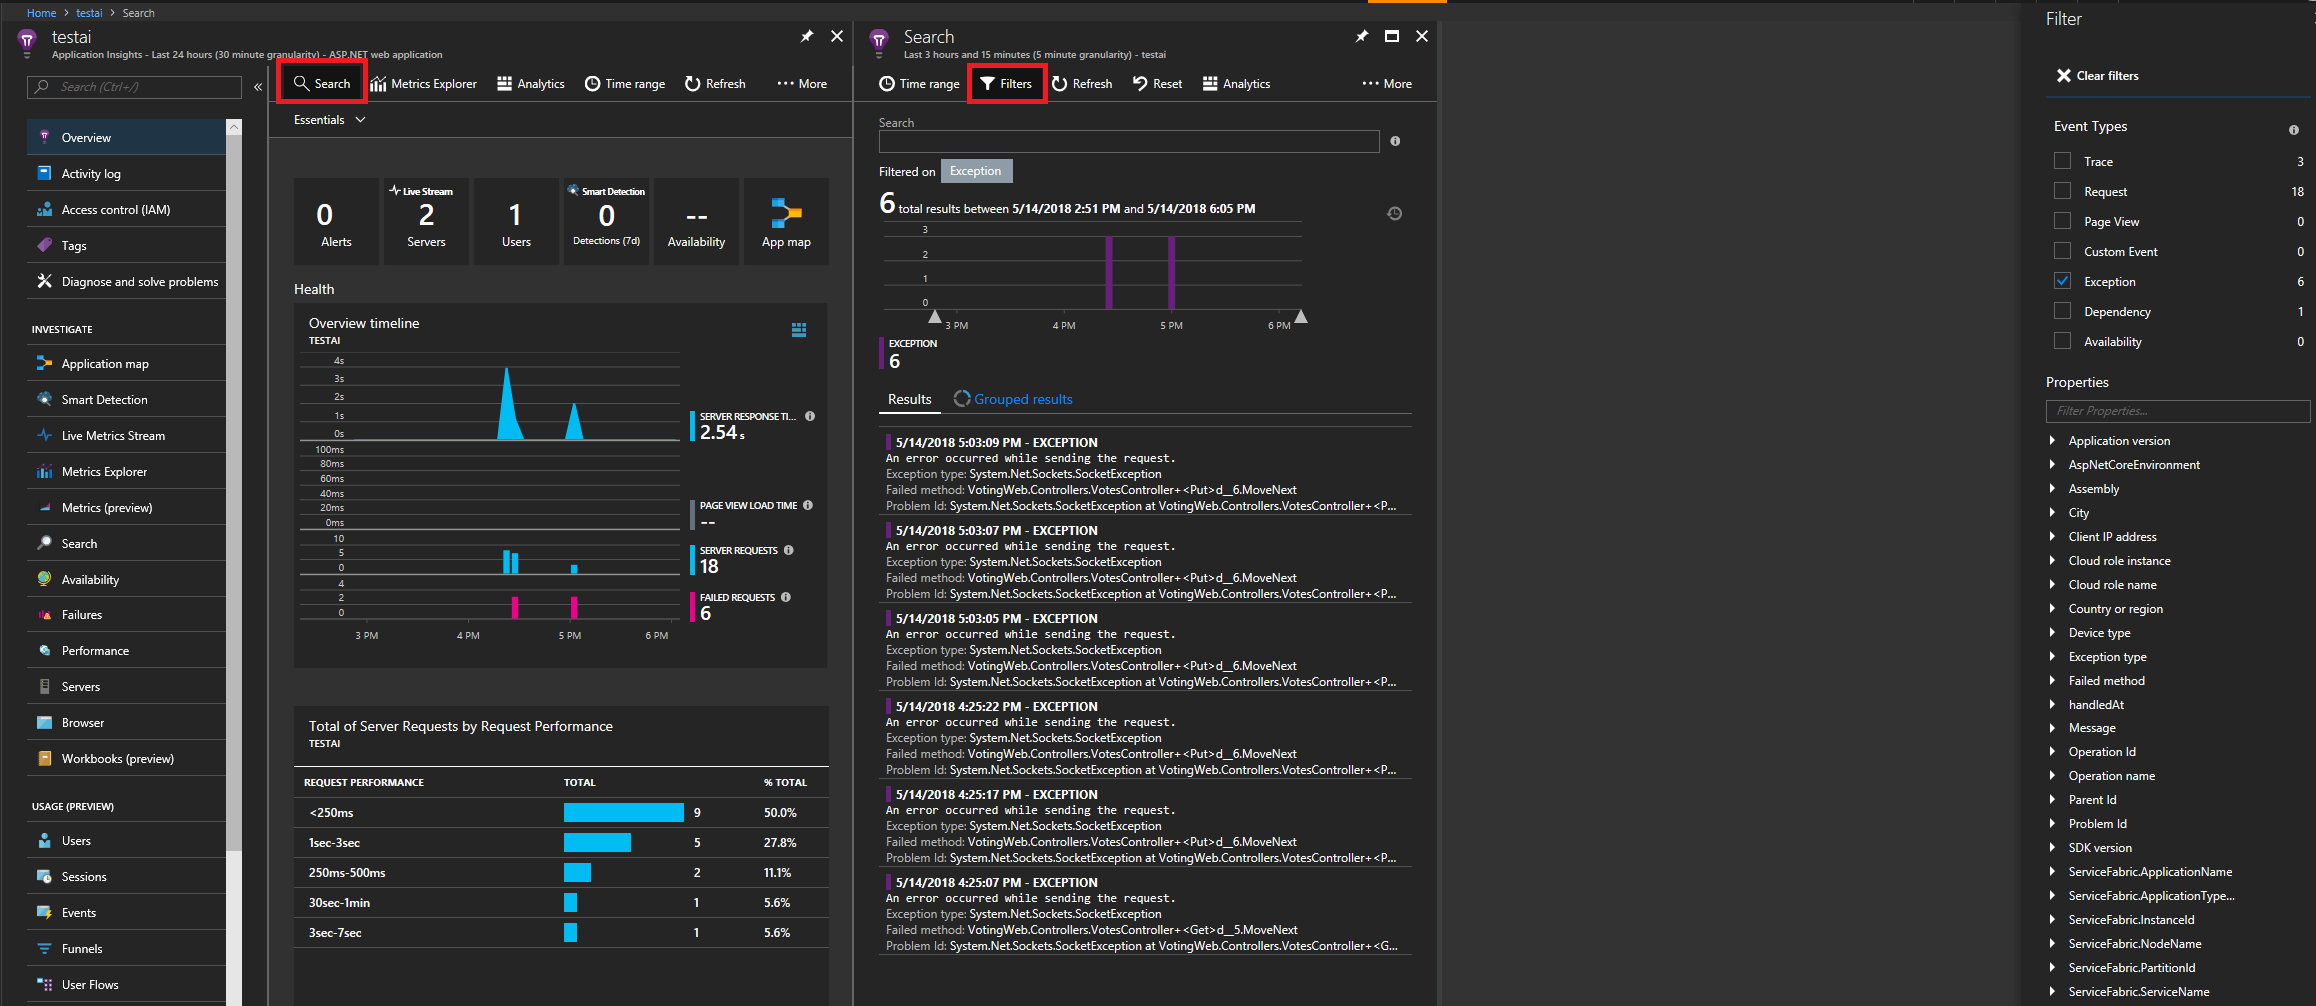 Home > testai > Search
testai
Application Insights - Last 24 hours (30 minute granularity) - ASP.NET web application
Search (Ctrl+/)
«
Overview
Activity log
Access control (IAM)
Tags
Diagnose and solve problems
INVESTIGATE
Application map
Smart Detection
Live Metrics Stream
Metrics Explorer
Metrics (preview)
Search
Availability
Failures
Performance
Servers
Browser
Workbooks (preview)
USAGE (PREVIEW)
Users
Sessions
Events
Funnels
User Flows
Search Metrics Explorer Analytics Time range Refresh ··· More
Essentials
0
Alerts
Live Stream
2
Servers
1
Users
Smart Detection
0
Detections (7d)
--
Availability
App map
Health
Overview timeline
TESTAI
4s
3s
2s
1s
0s
100ms
80ms
60ms
40ms
20ms
0ms
10
5
0
4
2
0
3 PM 4 PM 5 PM 6 PM
SERVER RESPONSE TI...
2.54 s
PAGE VIEW LOAD TIME
--
SERVER REQUESTS
18
FAILED REQUESTS
6
Total of Server Requests by Request Performance
TESTAI
REQUEST PERFORMANCE TOTAL % TOTAL
<250ms 9 50.0%
1sec-3sec 5 27.8%
250ms-500ms 2 11.1%
30sec-1min 1 5.6%
3sec-7sec 1 5.6%
Search
Last 3 hours and 15 minutes (5 minute granularity) - testai
Time range Filters Refresh Reset Analytics ··· More
Search
Filtered on Exception
6 total results between 5/14/2018 2:51 PM and 5/14/2018 6:05 PM
3
2
1
0
3 PM 4 PM 5 PM 6 PM
EXCEPTION
6
Results Grouped results
5/14/2018 5:03:09 PM - EXCEPTION
An error occurred while sending the request.
Exception type: System.Net.Sockets.SocketException
Failed method: VotingWeb.Controllers.VotesController+<Put>d__6.MoveNext
Problem Id: System.Net.Sockets.SocketException at VotingWeb.Controllers.VotesController+<P...
5/14/2018 5:03:07 PM - EXCEPTION
An error occurred while sending the request.
Exception type: System.Net.Sockets.SocketException
Failed method: VotingWeb.Controllers.VotesController+<Put>d__6.MoveNext
Problem Id: System.Net.Sockets.SocketException at VotingWeb.Controllers.VotesController+<P...
5/14/2018 5:03:05 PM - EXCEPTION
An error occurred while sending the request.
Exception type: System.Net.Sockets.SocketException
Failed method: VotingWeb.Controllers.VotesController+<Put>d__6.MoveNext
Problem Id: System.Net.Sockets.SocketException at VotingWeb.Controllers.VotesController+<P...
5/14/2018 4:25:22 PM - EXCEPTION
An error occurred while sending the request.
Exception type: System.Net.Sockets.SocketException
Failed method: VotingWeb.Controllers.VotesController+<Put>d__6.MoveNext
Problem Id: System.Net.Sockets.SocketException at VotingWeb.Controllers.VotesController+<P...
5/14/2018 4:25:17 PM - EXCEPTION
An error occurred while sending the request.
Exception type: System.Net.Sockets.SocketException
Failed method: VotingWeb.Controllers.VotesController+<Put>d__6.MoveNext
Problem Id: System.Net.Sockets.SocketException at VotingWeb.Controllers.VotesController+<P...
5/14/2018 4:25:07 PM - EXCEPTION
An error occurred while sending the request.
Exception type: System.Net.Sockets.SocketException
Failed method: VotingWeb.Controllers.VotesController+<Get>d__5.MoveNext
Problem Id: System.Net.Sockets.SocketException at VotingWeb.Controllers.VotesController+<G...
Filter
Clear filters
Event Types
Trace 3
Request 18
Page View 0
Custom Event 0
Exception 6
Dependency 1
Availability 0
Properties
Filter Properties...
Application version
AspNetCoreEnvironment
Assembly
City
Client IP address
Cloud role instance
Cloud role name
Country or region
Device type
Exception type
Failed method
handledAt
Message
Operation Id
Operation name
Parent Id
Problem Id
SDK version
ServiceFabric.ApplicationName
ServiceFabric.ApplicationType...
ServiceFabric.InstanceId
ServiceFabric.NodeName
ServiceFabric.PartitionId
ServiceFabric.ServiceName